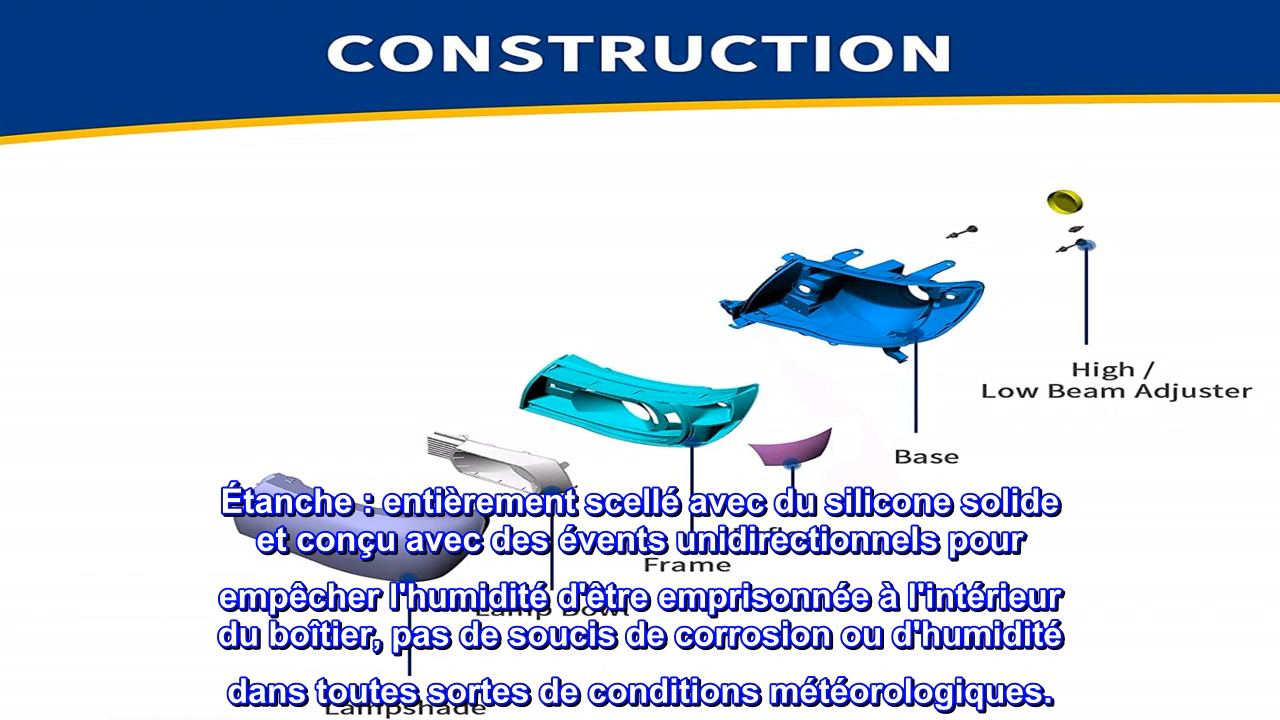 CONSTRUCTION
High /
Low Beam Adjuster
Base
Étanche : entièrement scellé avec du silicone solide
et conçu avec des évents unidirectionnels pour
Frame
empêcher l'humidité d'être emprisonnée à l'intérieur
Lamp Bowl
du boîtier, pas de soucis de corrosion ou d'humidité
dans toutes sortes de conditions météorologiques.
Lampshade